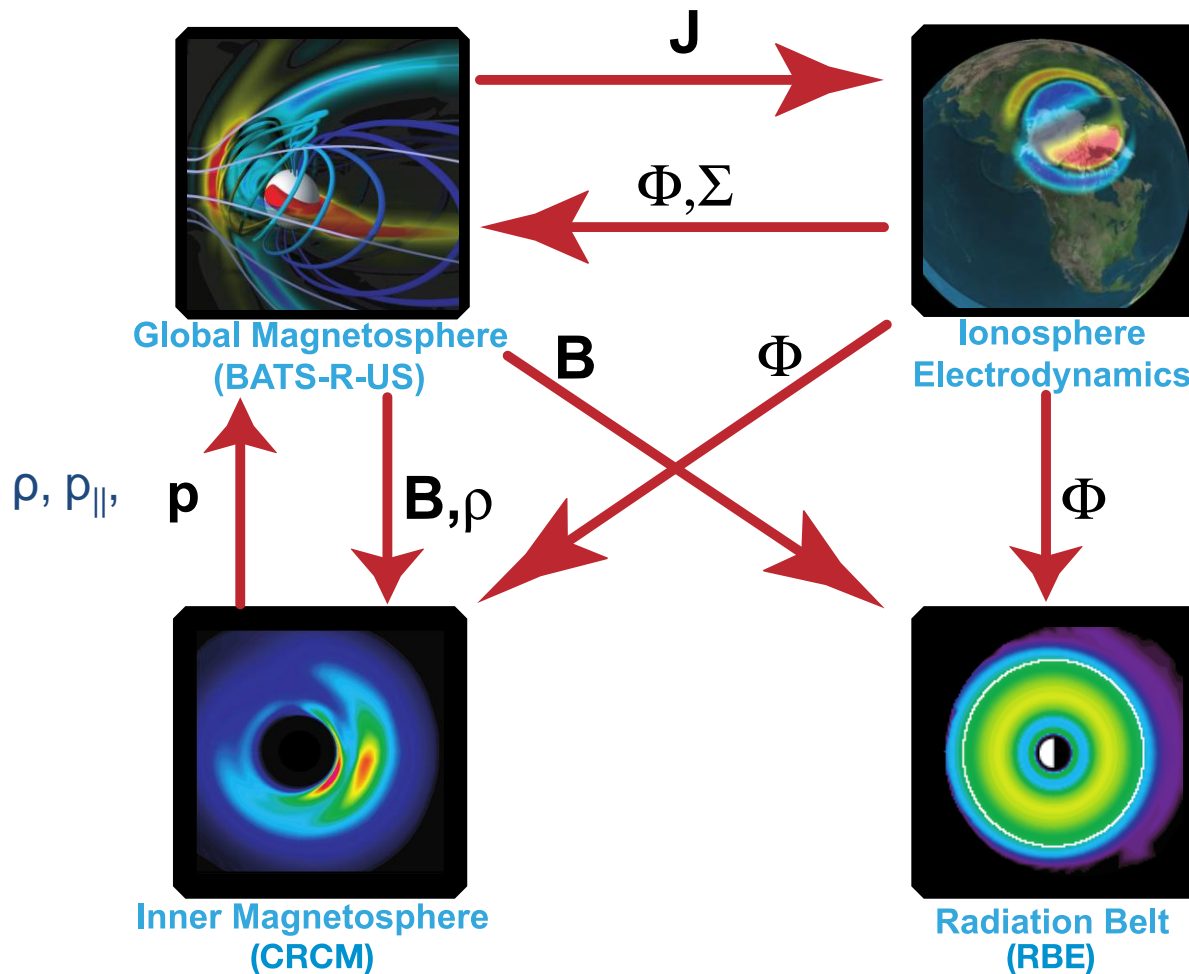 J
Φ,Σ
Global Magnetosphere
(BATS-R-US)
Ionosphere
Electrodynamics
B
Φ
ρ, p||, p
B,ρ
Φ
Inner Magnetosphere
(CRCM)
Radiation Belt
(RBE)